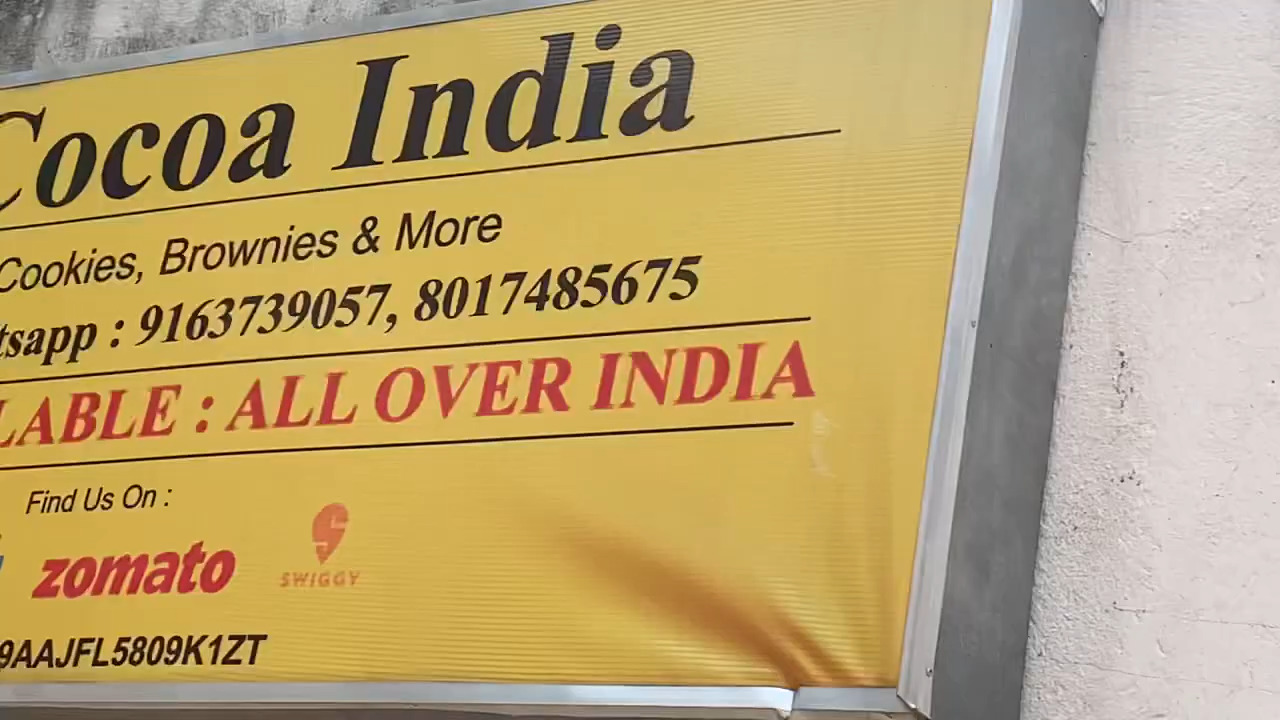 Cocoa India
Cookies, Brownies & More
tsapp : 9163739057, 8017485675
LABLE : ALL OVER INDIA
Find Us On :
zomato
SWIGGY
9AAJFL5809K1ZT